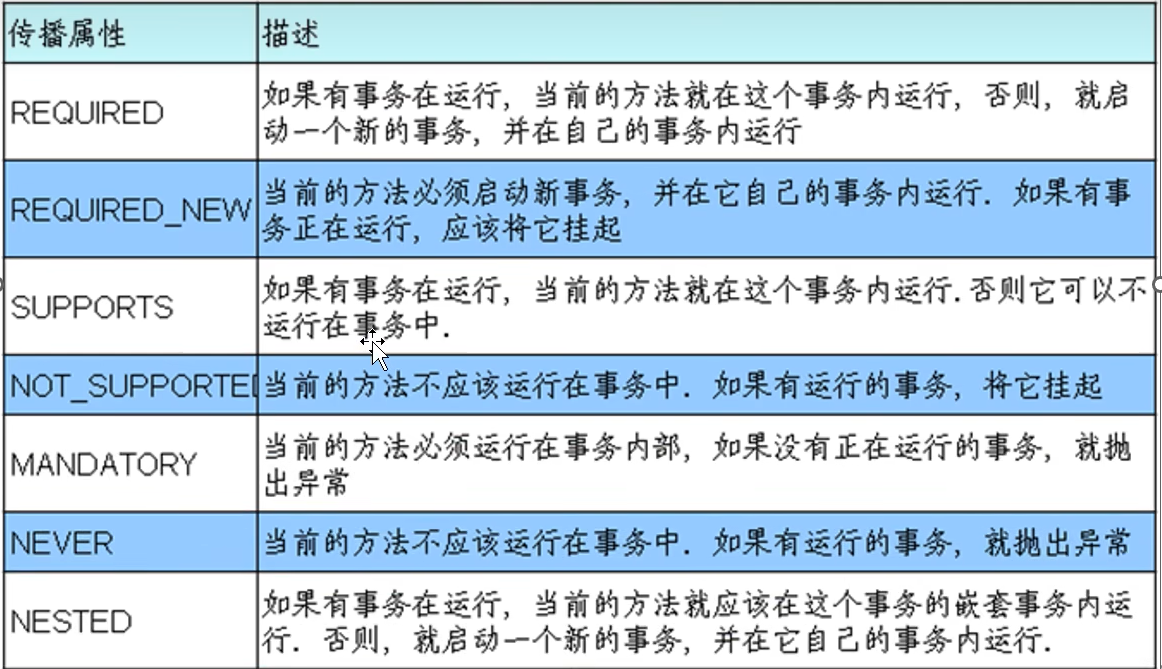 传播属性 描述
REQUIRED 如果有事务在运行，当前的方法就在这个事务内运行，否则，就启
动一个新的事务，并在自己的事务内运行
REQUIRED_NEW 当前的方法必须启动新事务，并在它自己的事务内运行. 如果有事
务正在运行，应该将它挂起
SUPPORTS 如果有事务在运行，当前的方法就在这个事务内运行.否则它可以不
运行在事务中.
NOT_SUPPORTED 当前的方法不应该运行在事务中. 如果有运行的事务，将它挂起
MANDATORY 当前的方法必须运行在事务内部，如果没有正在运行的事务，就抛
出异常
NEVER 当前的方法不应该运行在事务中. 如果有运行的事务，就抛出异常
NESTED 如果有事务在运行，当前的方法就应该在这个事务的嵌套事务内运
行. 否则，就启动一个新的事务，并在它自己的事务内运行.